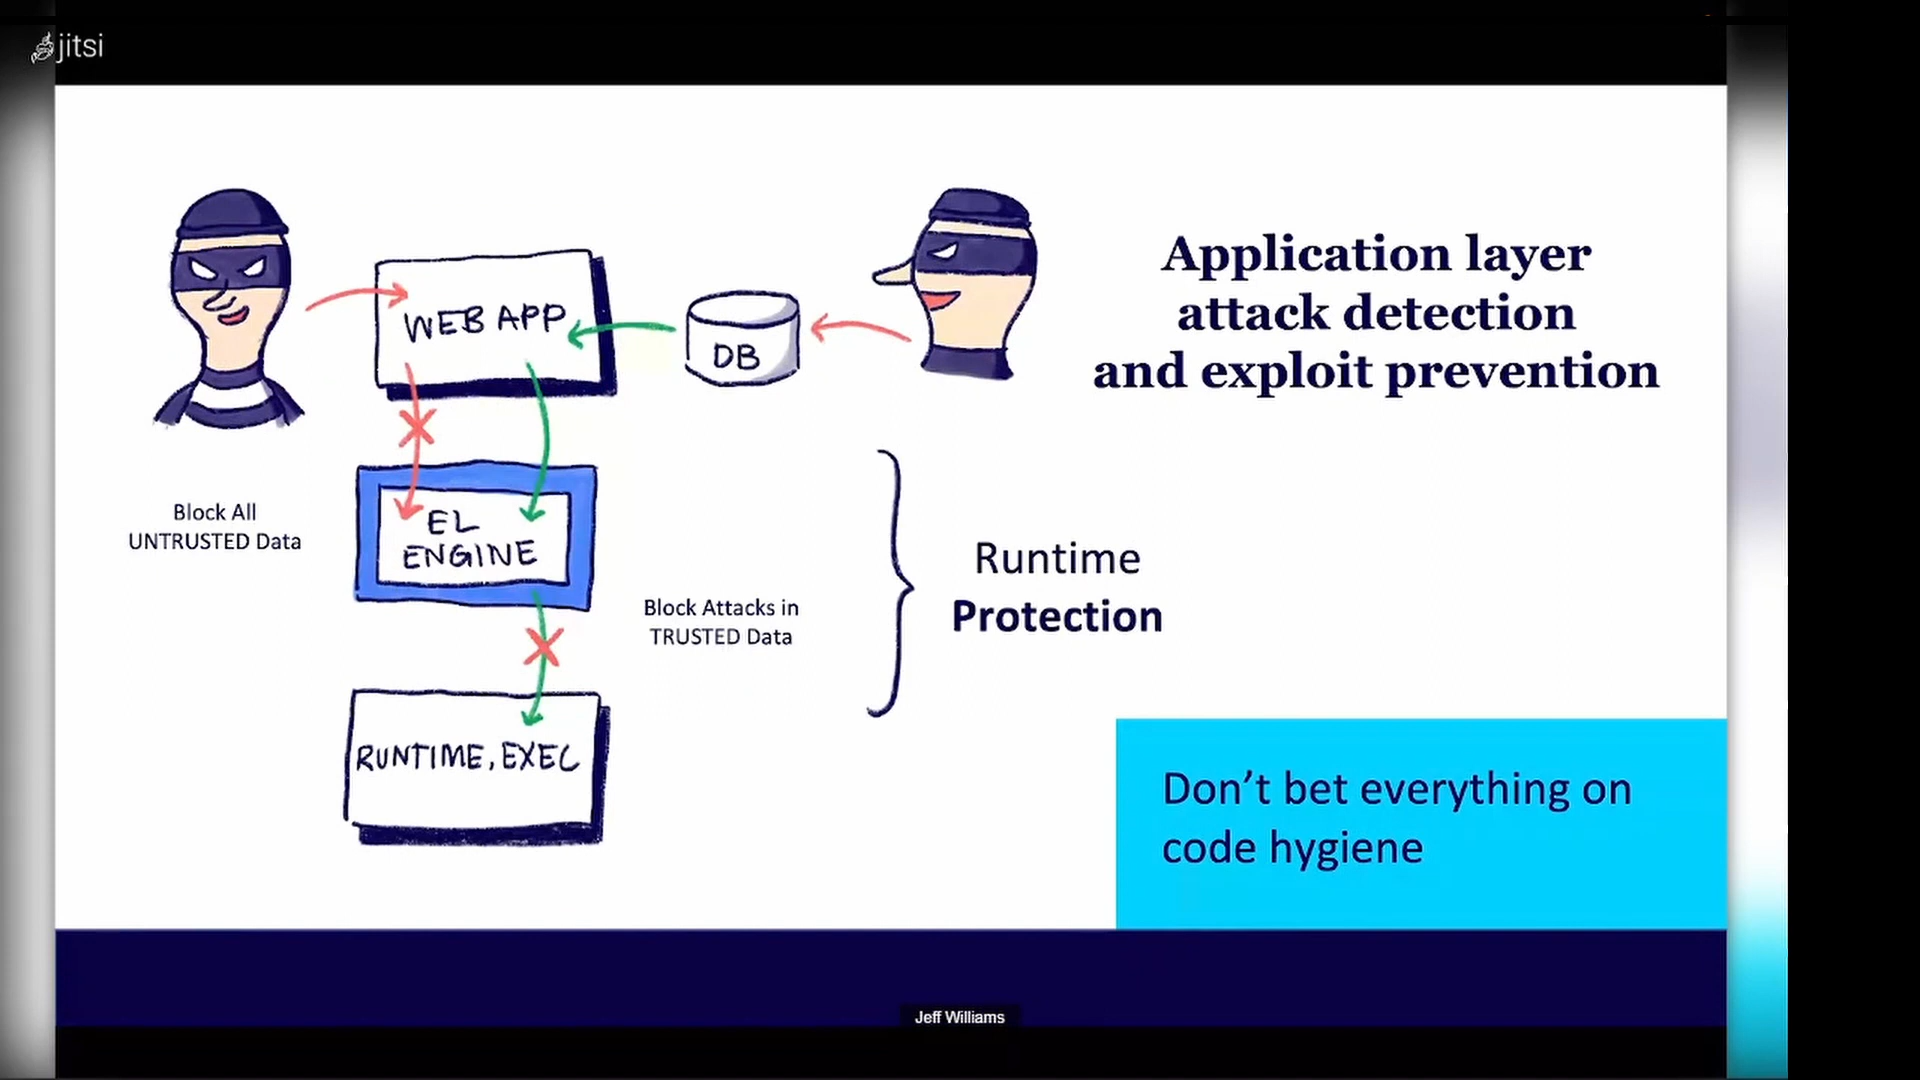 jitsi
Application layer
attack detection
and exploit prevention
WEB APP
DB
Block All
UNTRUSTED Data
EL
ENGINE
Block Attacks in
TRUSTED Data
Runtime
Protection
RUNTIME, EXEC
Don’t bet everything on
code hygiene
Jeff Williams